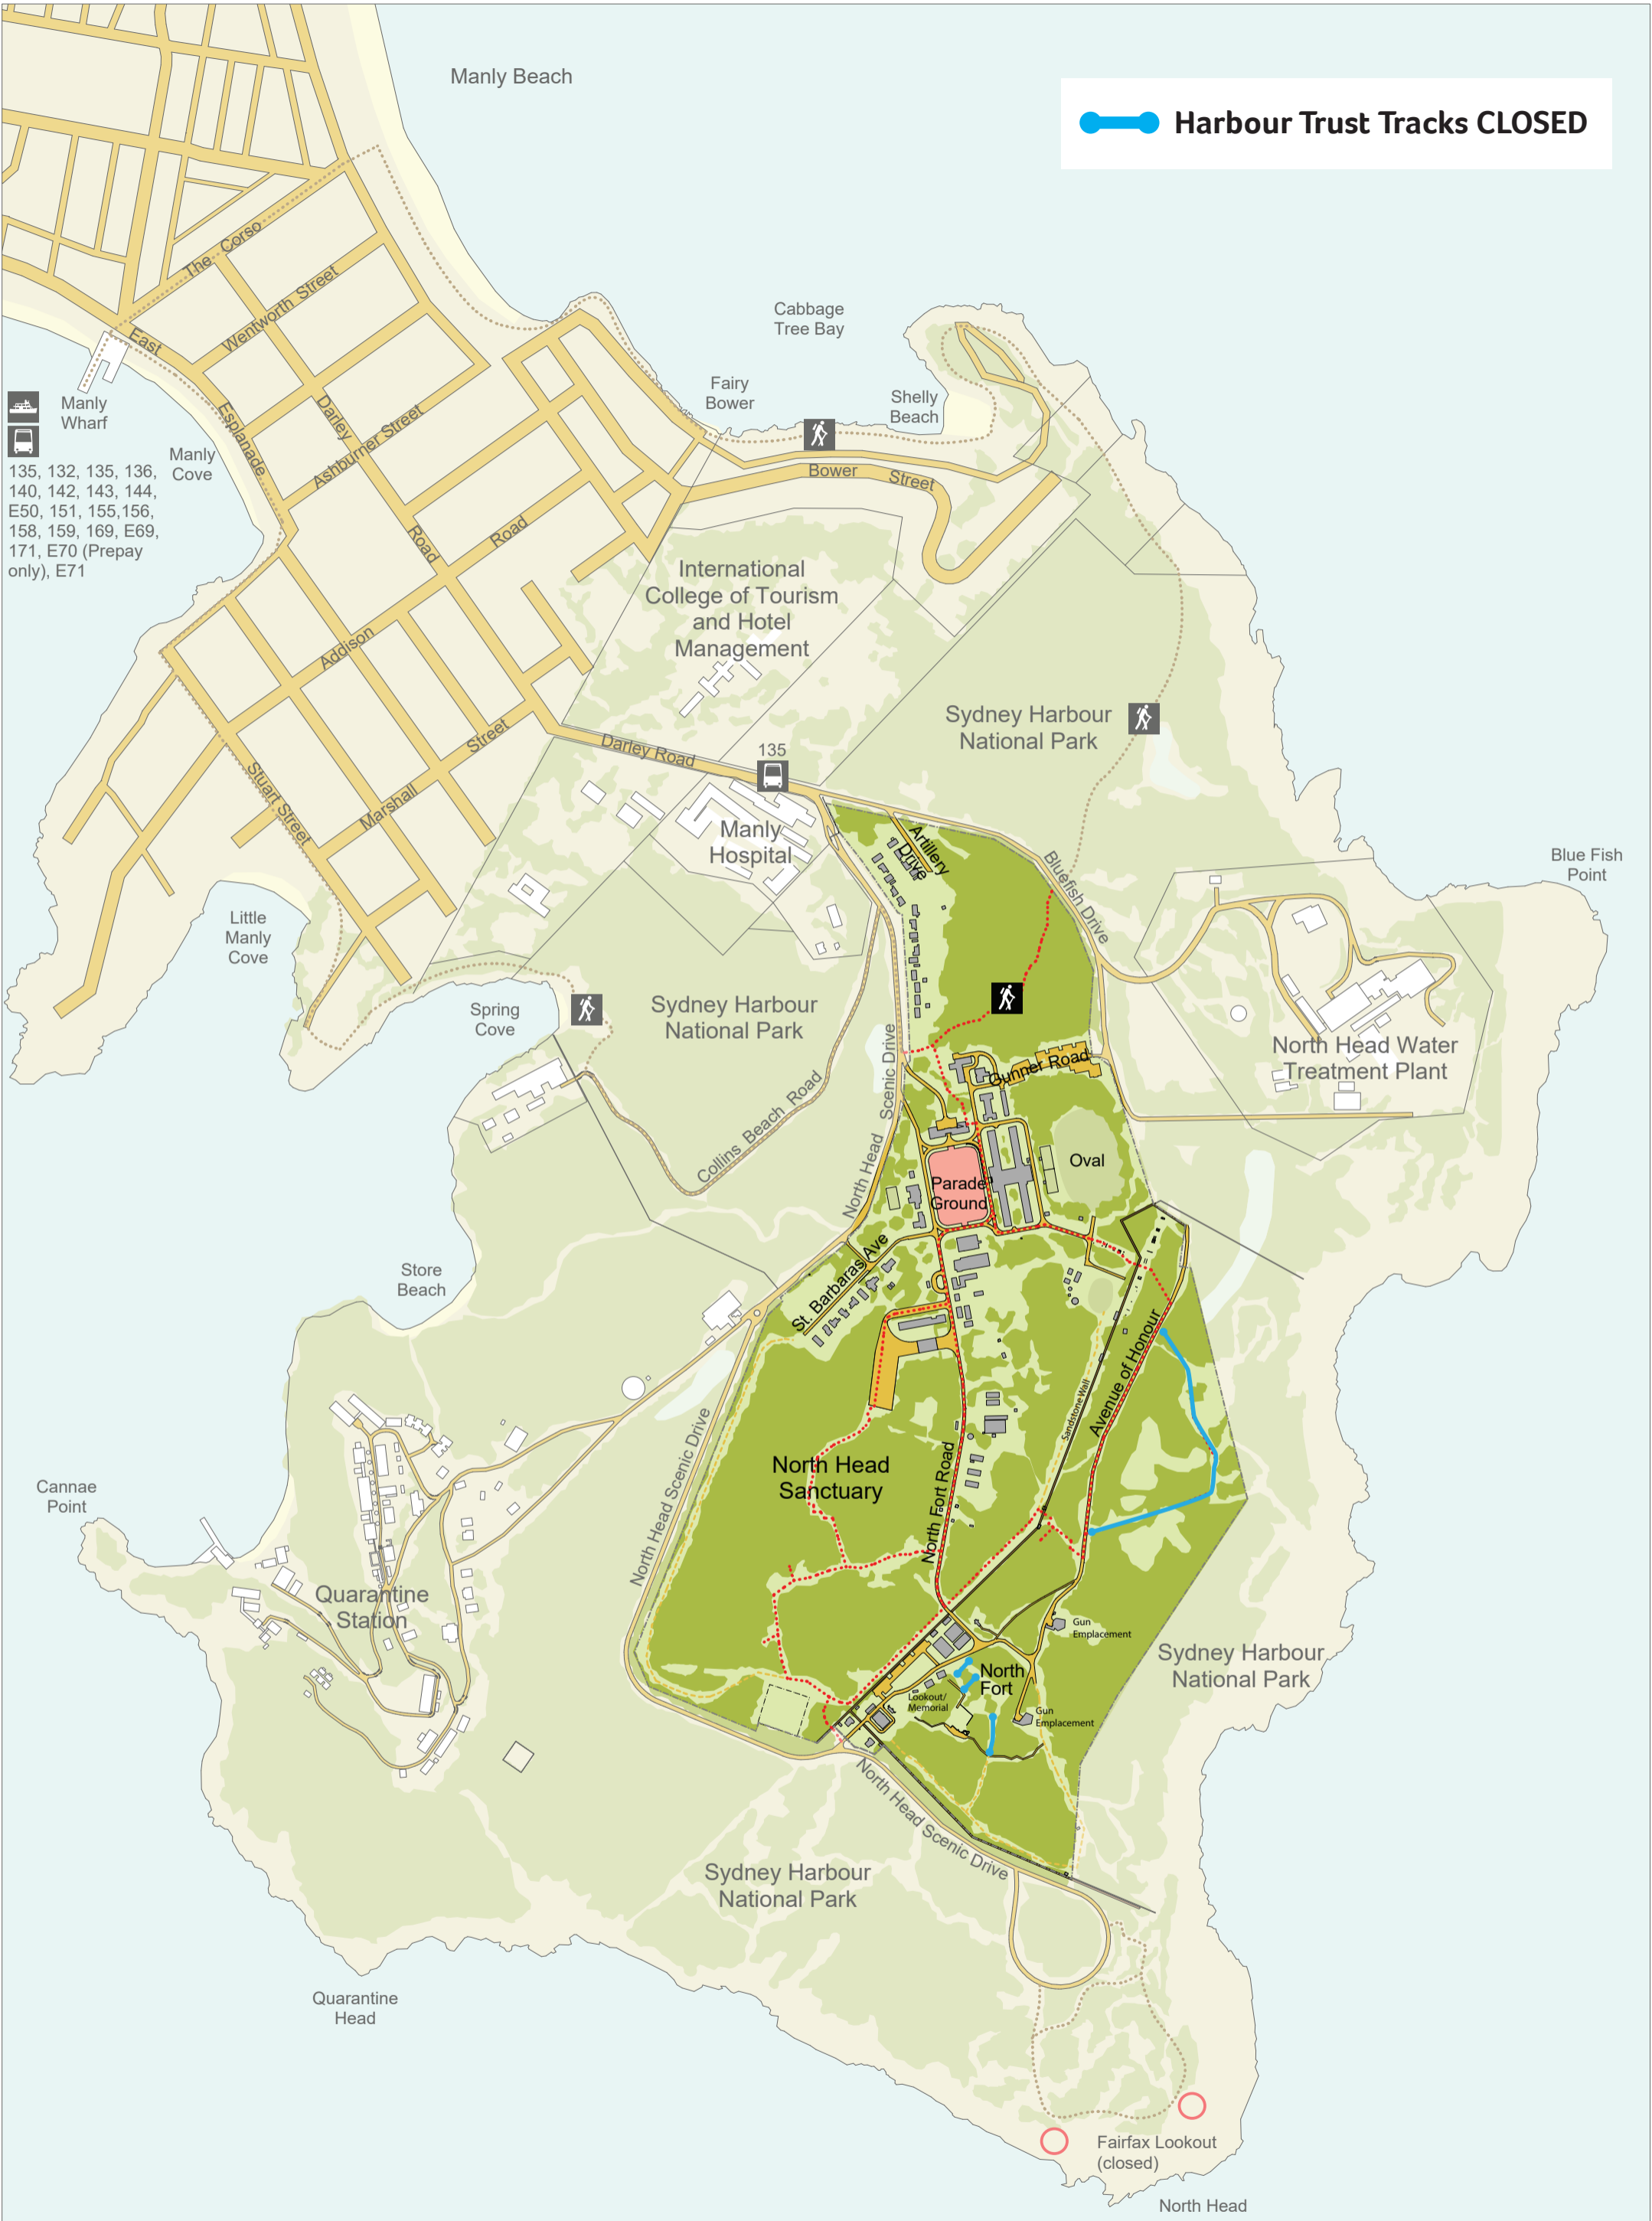 Manly Beach
Harbour Trust Tracks CLOSED
The Corso
Wentworth Street
East
Esplanade
Cabbage
Tree Bay
Fairy
Bower
Shelly
Beach
Manly
Wharf
Manly
Cove
135, 132, 135, 136,
140, 142, 143, 144,
E50, 151, 155,156,
158, 159, 169, E69,
171, E70 (Prepay
only), E71
Darley
Road
Ashburner Street
Bower
Street
Addison
Road
International
College of Tourism
and Hotel
Management
Sydney Harbour
National Park
Darley Road
135
Stuart Street
Marshall
Street
Manly
Hospital
Artillery
Drive
Bluefish Drive
Blue Fish
Point
Little
Manly
Cove
Spring
Cove
Sydney Harbour
National Park
North Head Water
Treatment Plant
Gunner Road
Collins Beach Road
North Head Scenic Drive
Oval
Parade
Ground
Store
Beach
St. Barbaras Ave
Avenue of Honour
Sandstone Wall
North Head Scenic Drive
North Head
Sanctuary
North Fort Road
Cannae
Point
Quarantine
Station
Gun
Emplacement
Sydney Harbour
National Park
North
Fort
Lookout/
Memorial
Gun
Emplacement
North Head Scenic Drive
Sydney Harbour
National Park
Quarantine
Head
Fairfax Lookout
(closed)
North Head